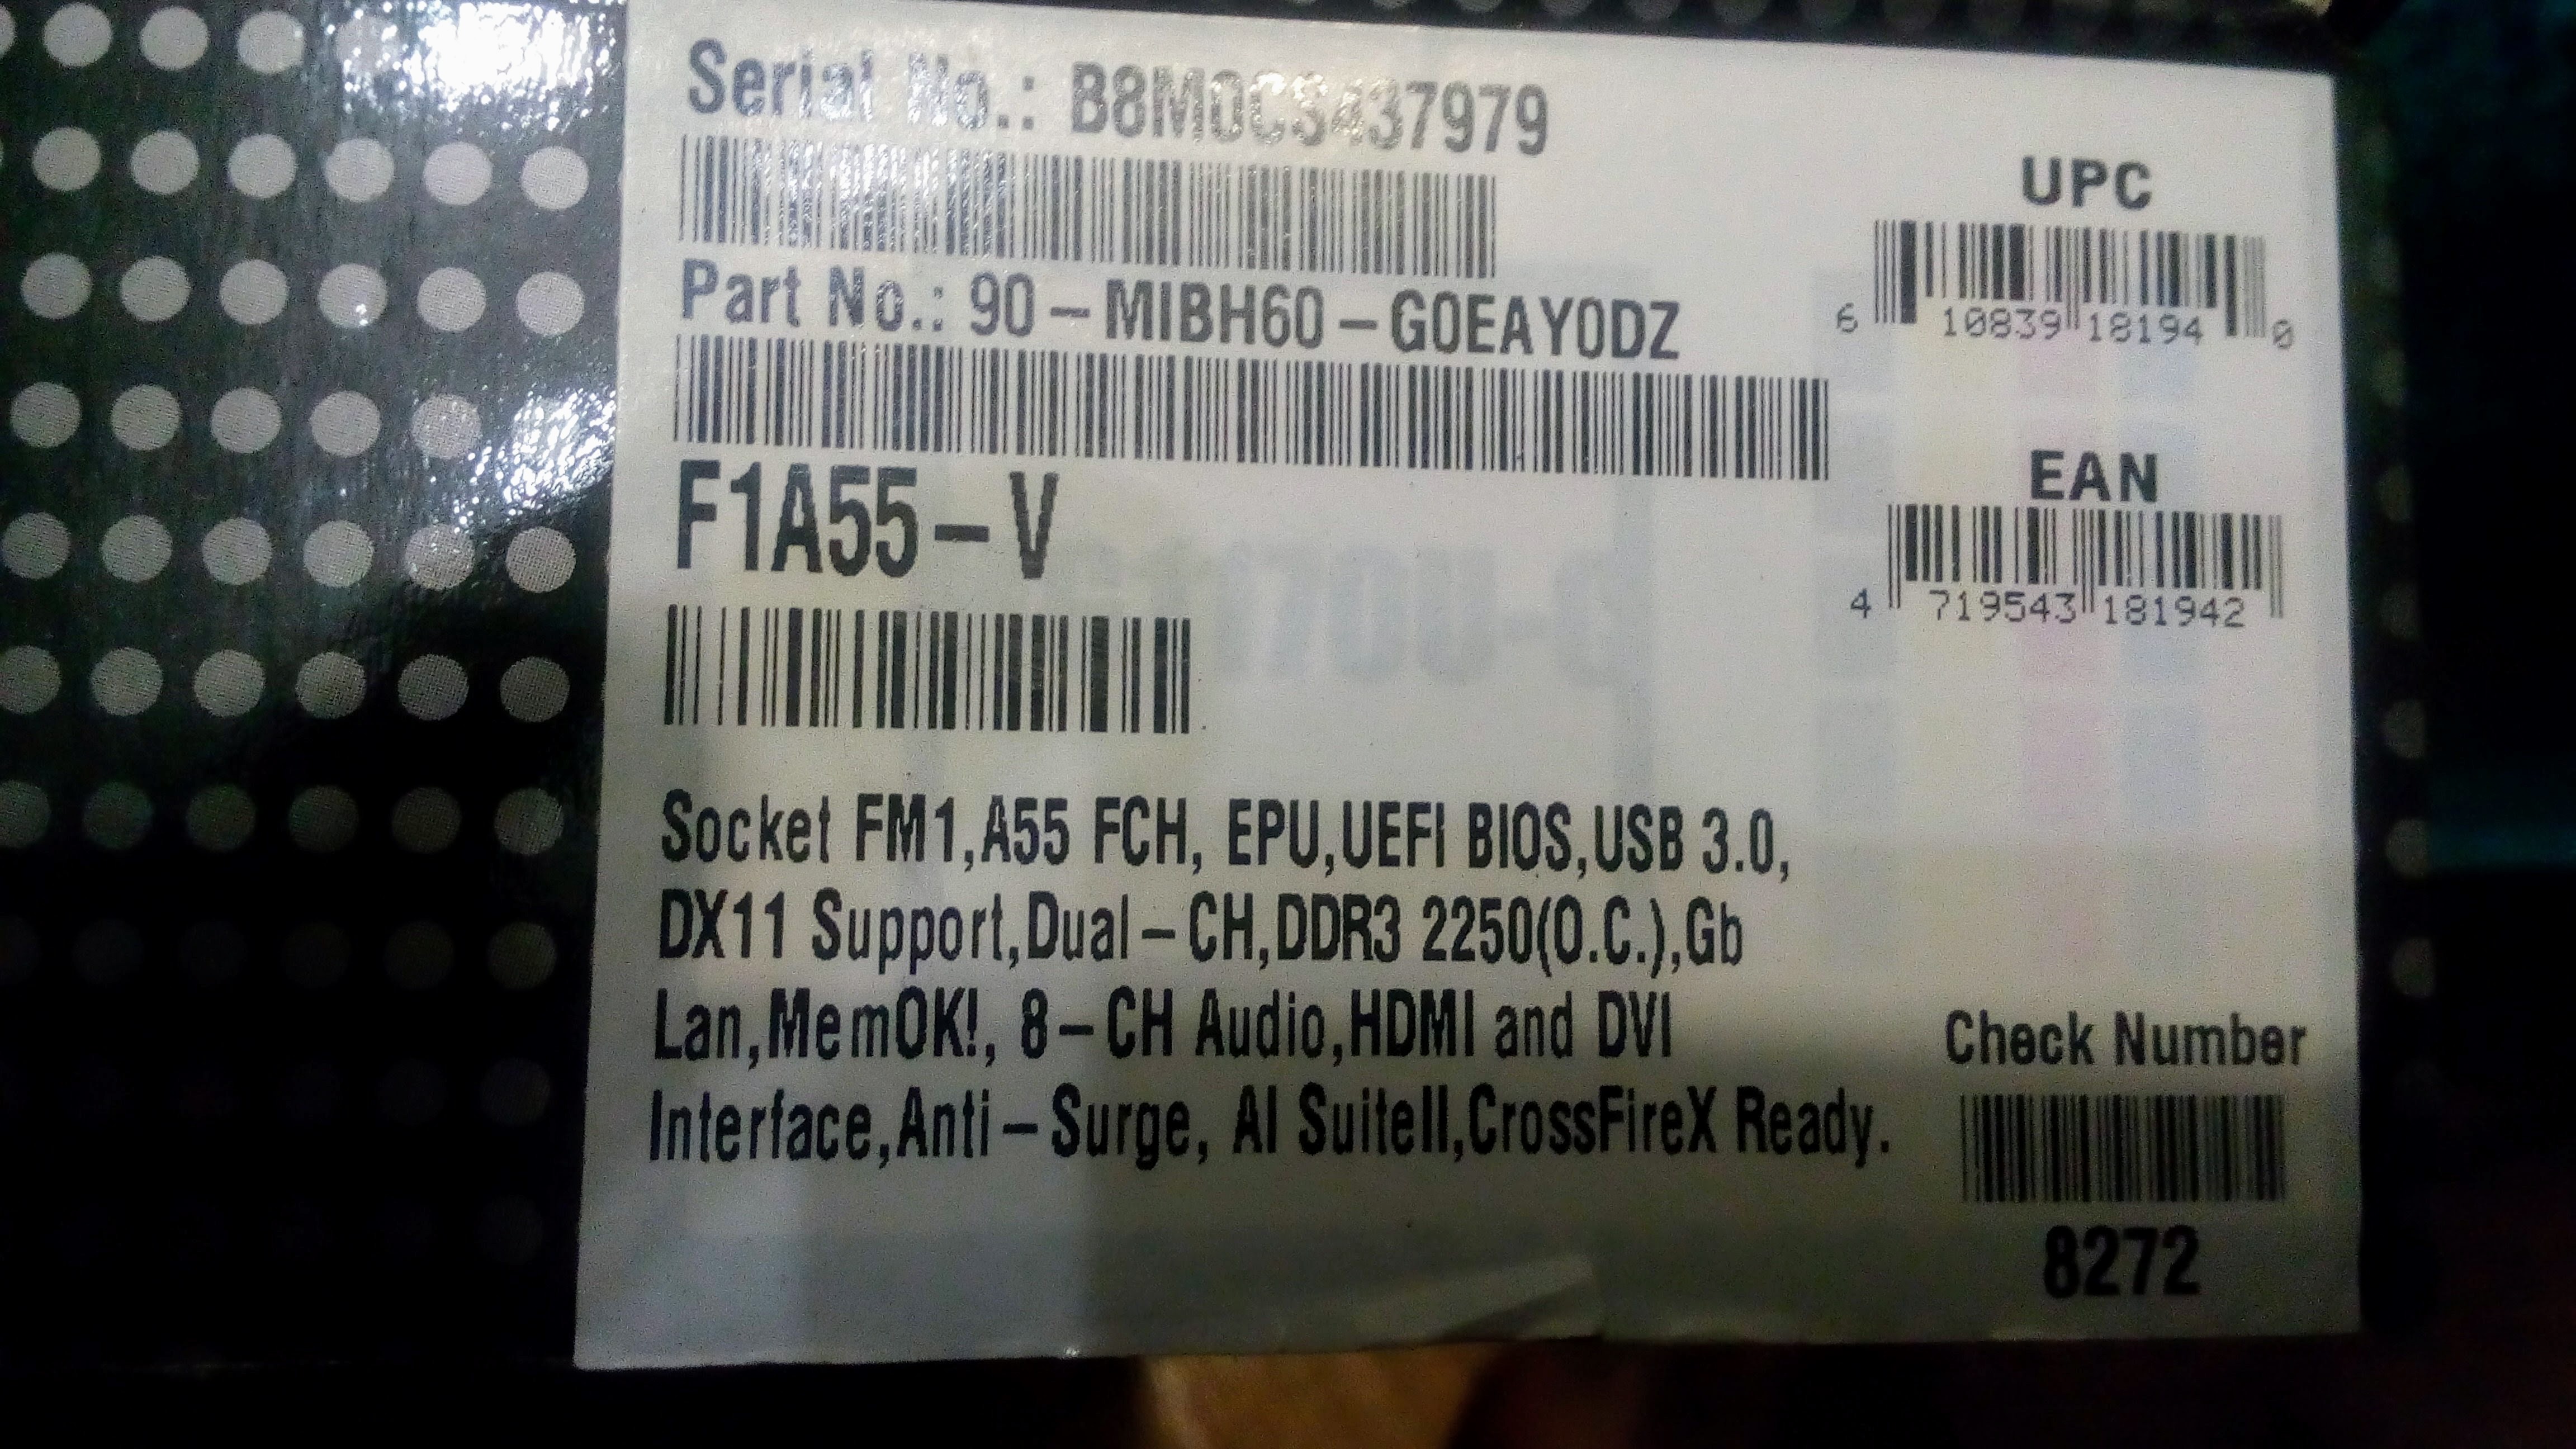 Serial No.: B8M0CS437979
Part No.: 90-MIBH60-G0EAY0DZ
F1A55-V
Socket FM1,A55 FCH, EPU,UEFI BIOS,USB 3.0,
DX11 Support,Dual-CH,DDR3 2250(O.C.),Gb
Lan,MemOK!, 8-CH Audio,HDMI and DVI
Interface,Anti-Surge, AI SuiteII,CrossFireX Ready.
UPC
6 10839 18194 0
EAN
4 719543 181942
Check Number
8272